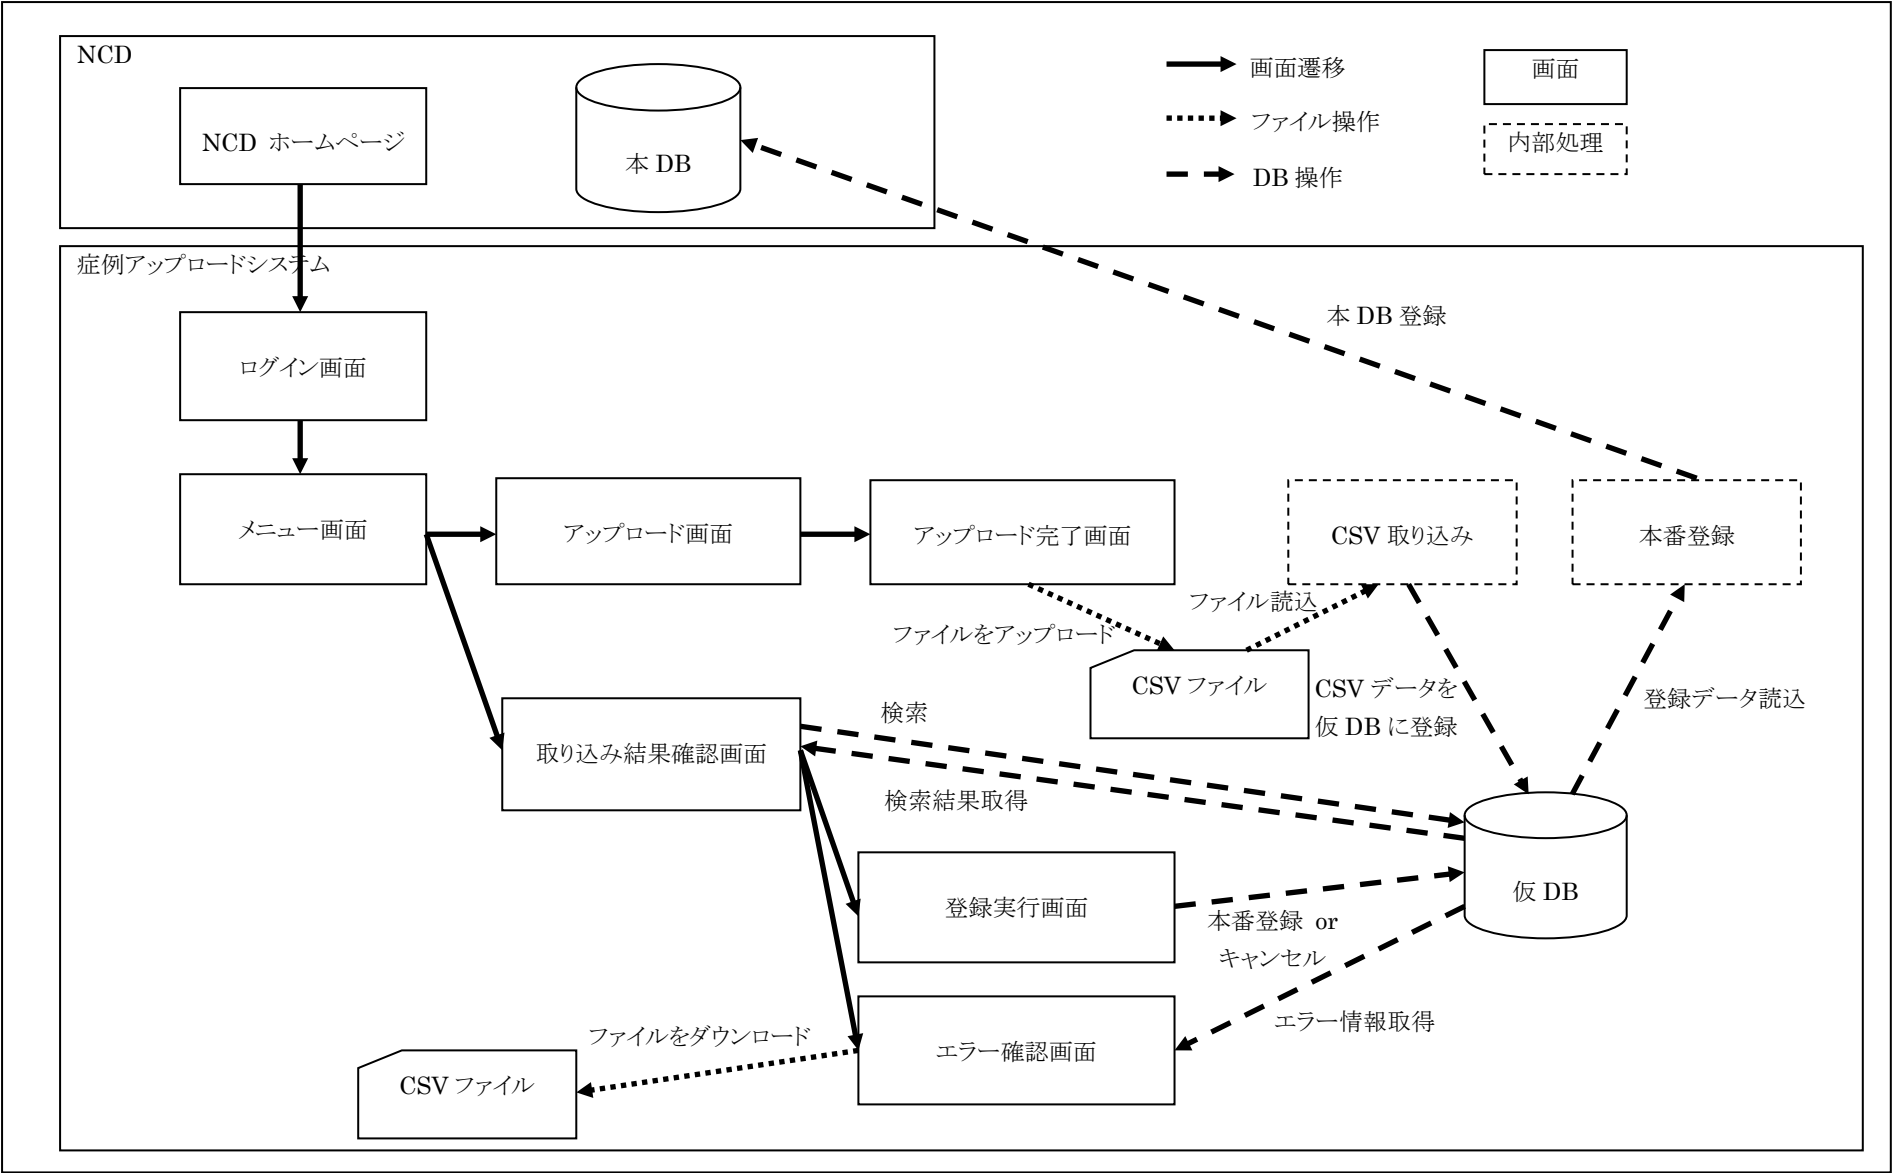 NCD
NCD ホームページ
本 DB
画面遷移
ファイル操作
DB 操作
画面
内部処理
症例アップロードシステム
本 DB 登録
ログイン画面
メニュー画面
アップロード画面
アップロード完了画面
CSV 取り込み
本番登録
ファイル読込
ファイルをアップロード
CSV ファイル
CSV データを
仮 DB に登録
登録データ読込
検索
取り込み結果確認画面
検索結果取得
仮 DB
登録実行画面
本番登録 or
キャンセル
エラー情報取得
エラー確認画面
ファイルをダウンロード
CSV ファイル